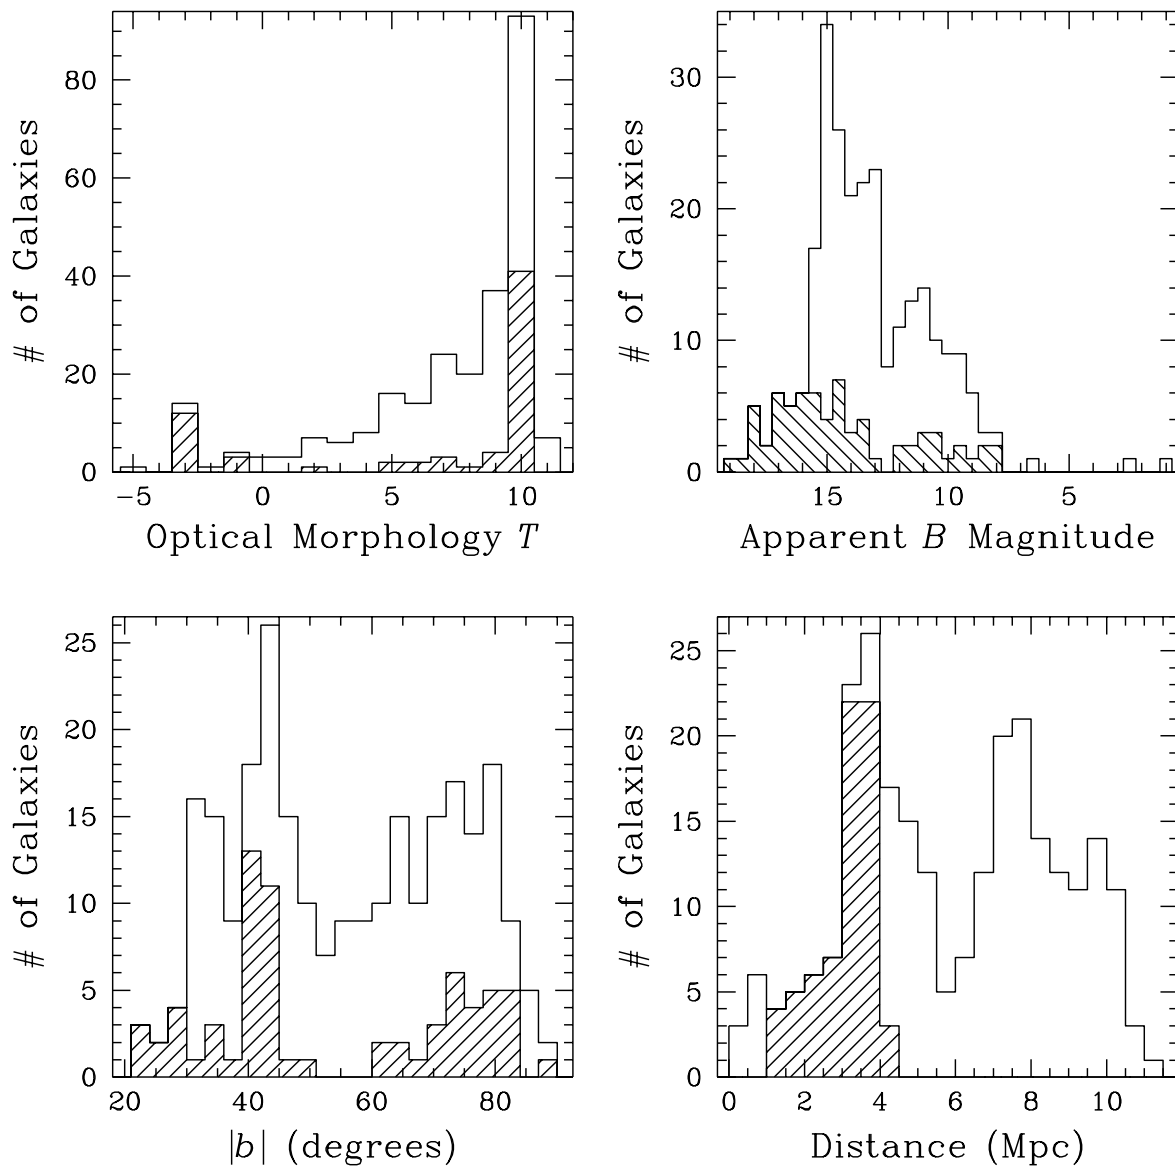 # of Galaxies
80
60
40
20
0
−5 0 5 10
Optical Morphology T
# of Galaxies
30
20
10
0
15 10 5
Apparent B Magnitude
# of Galaxies
25
20
15
10
5
0
20 40 60 80
|b| (degrees)
# of Galaxies
25
20
15
10
5
0
0 2 4 6 8 10
Distance (Mpc)